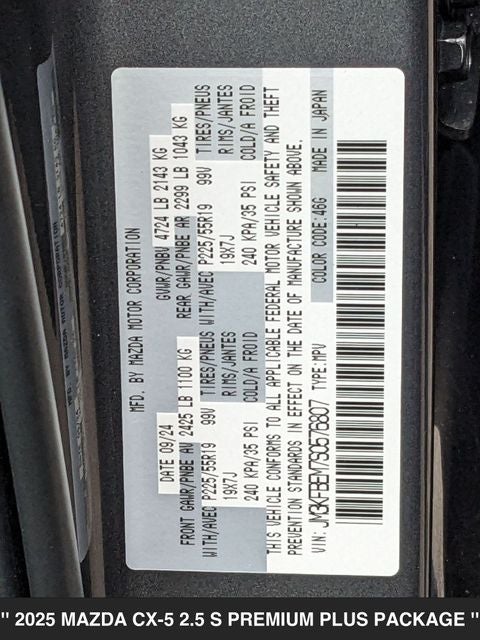 MFD. BY MAZDA MOTOR CORPORATION
DATE 09/24 GVWR/PNBV 4724 LB 2143 KG
FRONT GAWR/PNBE AV 2425 LB 1100 KG REAR GAWR/PNBE AR 2299 LB 1043 KG
WITH/AVEC P225/55R19 99V TIRES/PNEUS WITH/AVEC P225/55R19 99V TIRES/PNEUS
19X7J RIMS/JANTES 19X7J RIMS/JANTES
240 KPA/35 PSI COLD/A FROID 240 KPA/35 PSI COLD/A FROID
THIS VEHICLE CONFORMS TO ALL APPLICABLE FEDERAL MOTOR VEHICLE SAFETY AND THEFT
PREVENTION STANDARDS IN EFFECT ON THE DATE OF MANUFACTURE SHOWN ABOVE.
VIN: JM3KFBEM7S0576807 TYPE:MPV COLOR CODE:46G MADE IN JAPAN
" 2025 MAZDA CX-5 2.5 S PREMIUM PLUS PACKAGE "